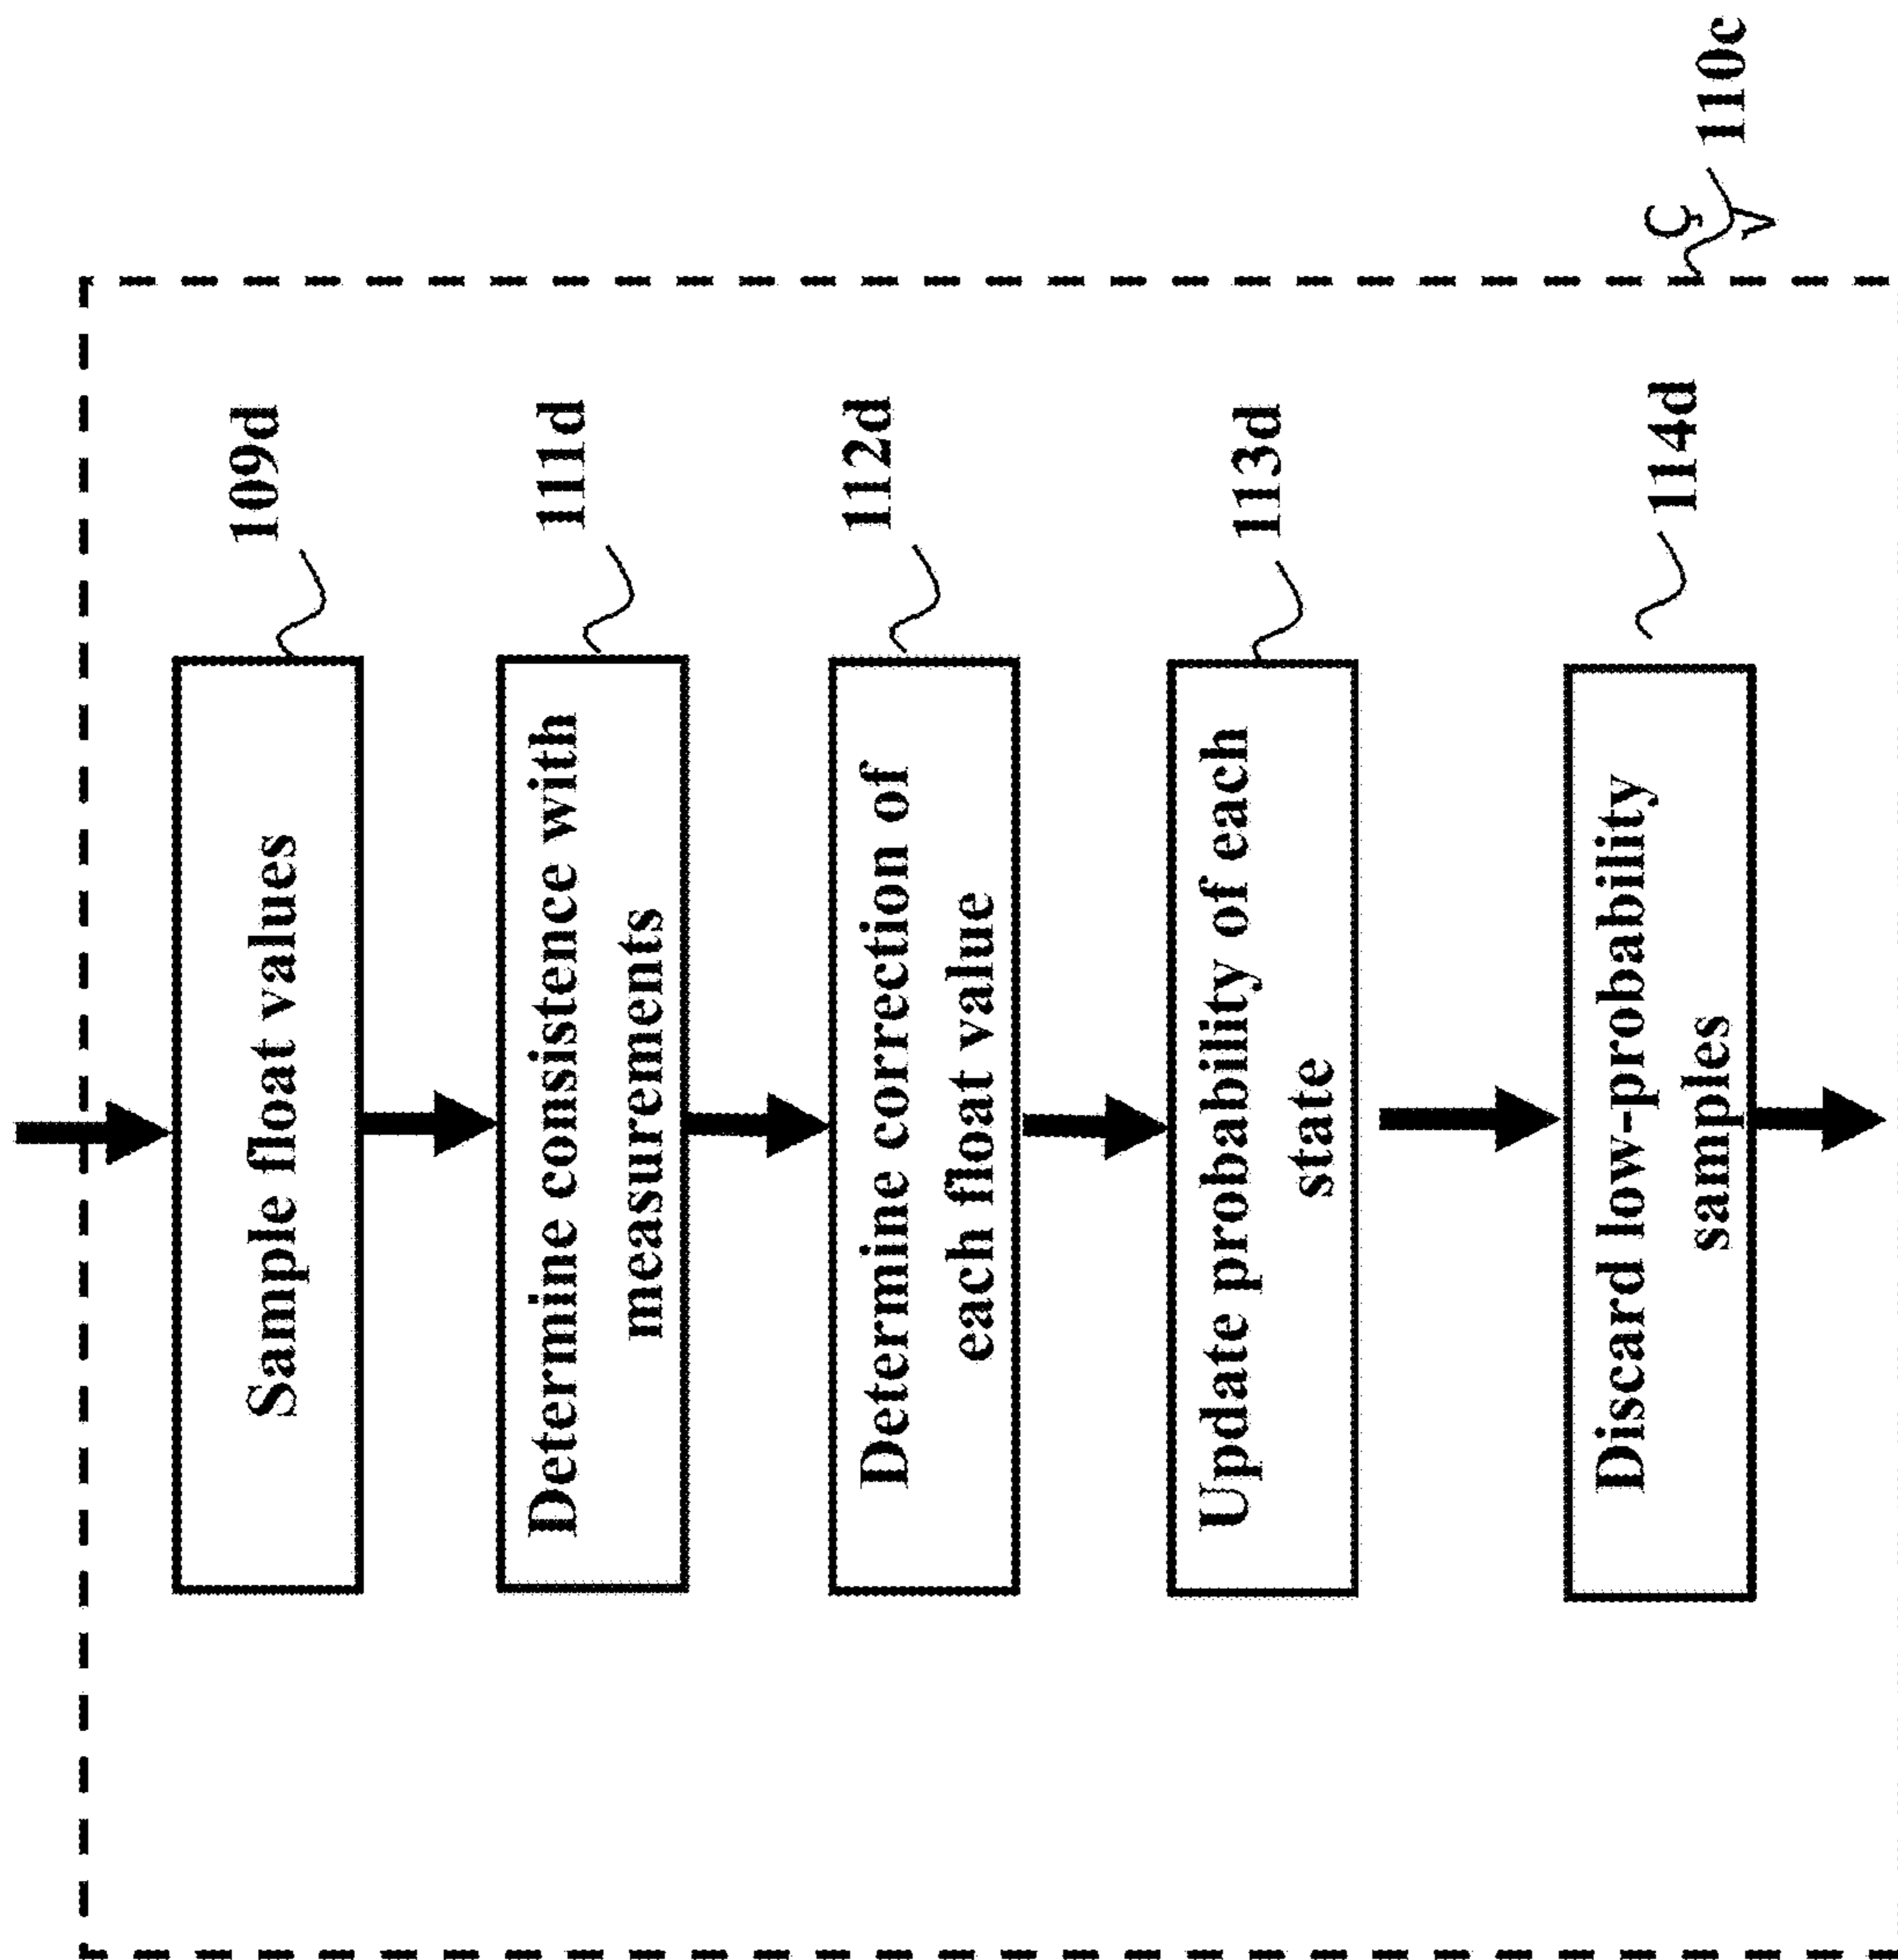 Sample float values
109d
Determine consistence with
measurements
111d
Determine correction of
each float value
112d
Update probability of each
state
113d
Discard low-probability
samples
114d
110c